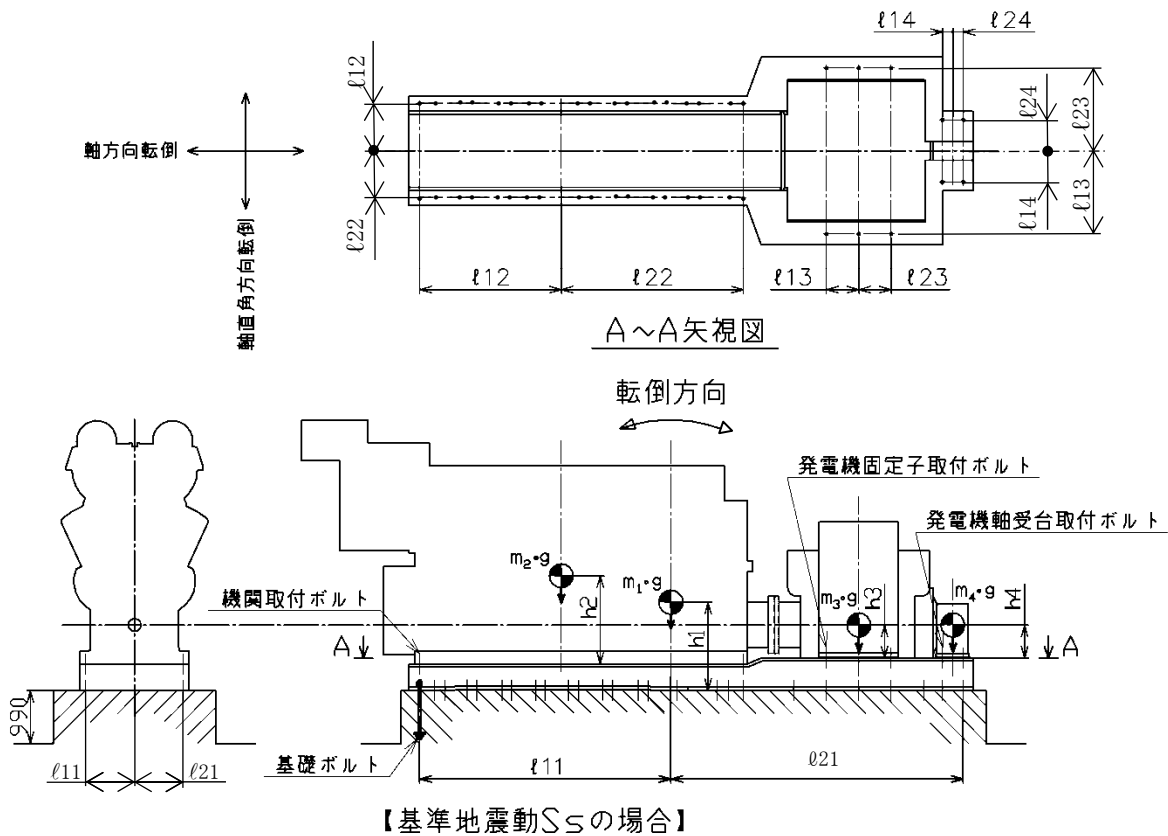 ℓ14 ℓ24
ℓ12
ℓ24
ℓ23
軸方向転倒
軸直角方向転倒
ℓ22
ℓ14
ℓ13
ℓ12 ℓ22 ℓ13 ℓ23
A～A矢視図
転倒方向
発電機固定子取付ボルト
発電機軸受台取付ボルト
機関取付ボルト
m₂・g
h2
m₁・g
h1
m₃・g
h3
m₄・g
h4
A A
990
ℓ11 ℓ21
基礎ボルト
ℓ11 ℓ21
【基準地震動Ssの場合】